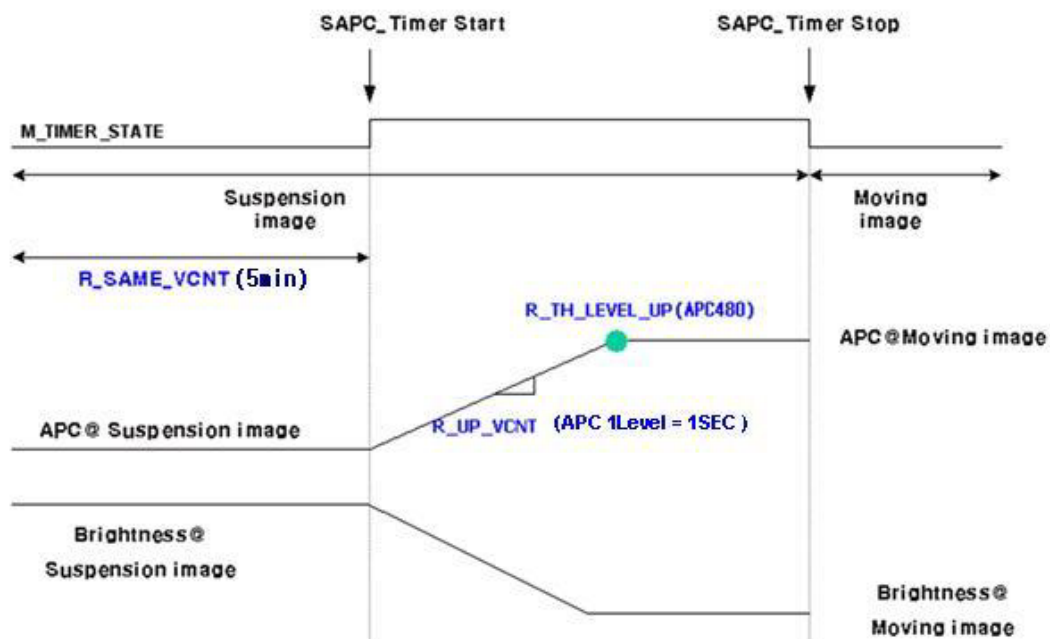 SAPC_Timer Start
SAPC_Timer Stop
M_TIMER_STATE
Suspension
image
Moving
image
R_SAME_VCNT (5min)
R_TH_LEVEL_UP (APC480)
APC@Moving image
APC@ Suspension image
R_UP_VCNT (APC 1Level = 1SEC )
Brightness@
Suspension image
Brightness@
Moving image